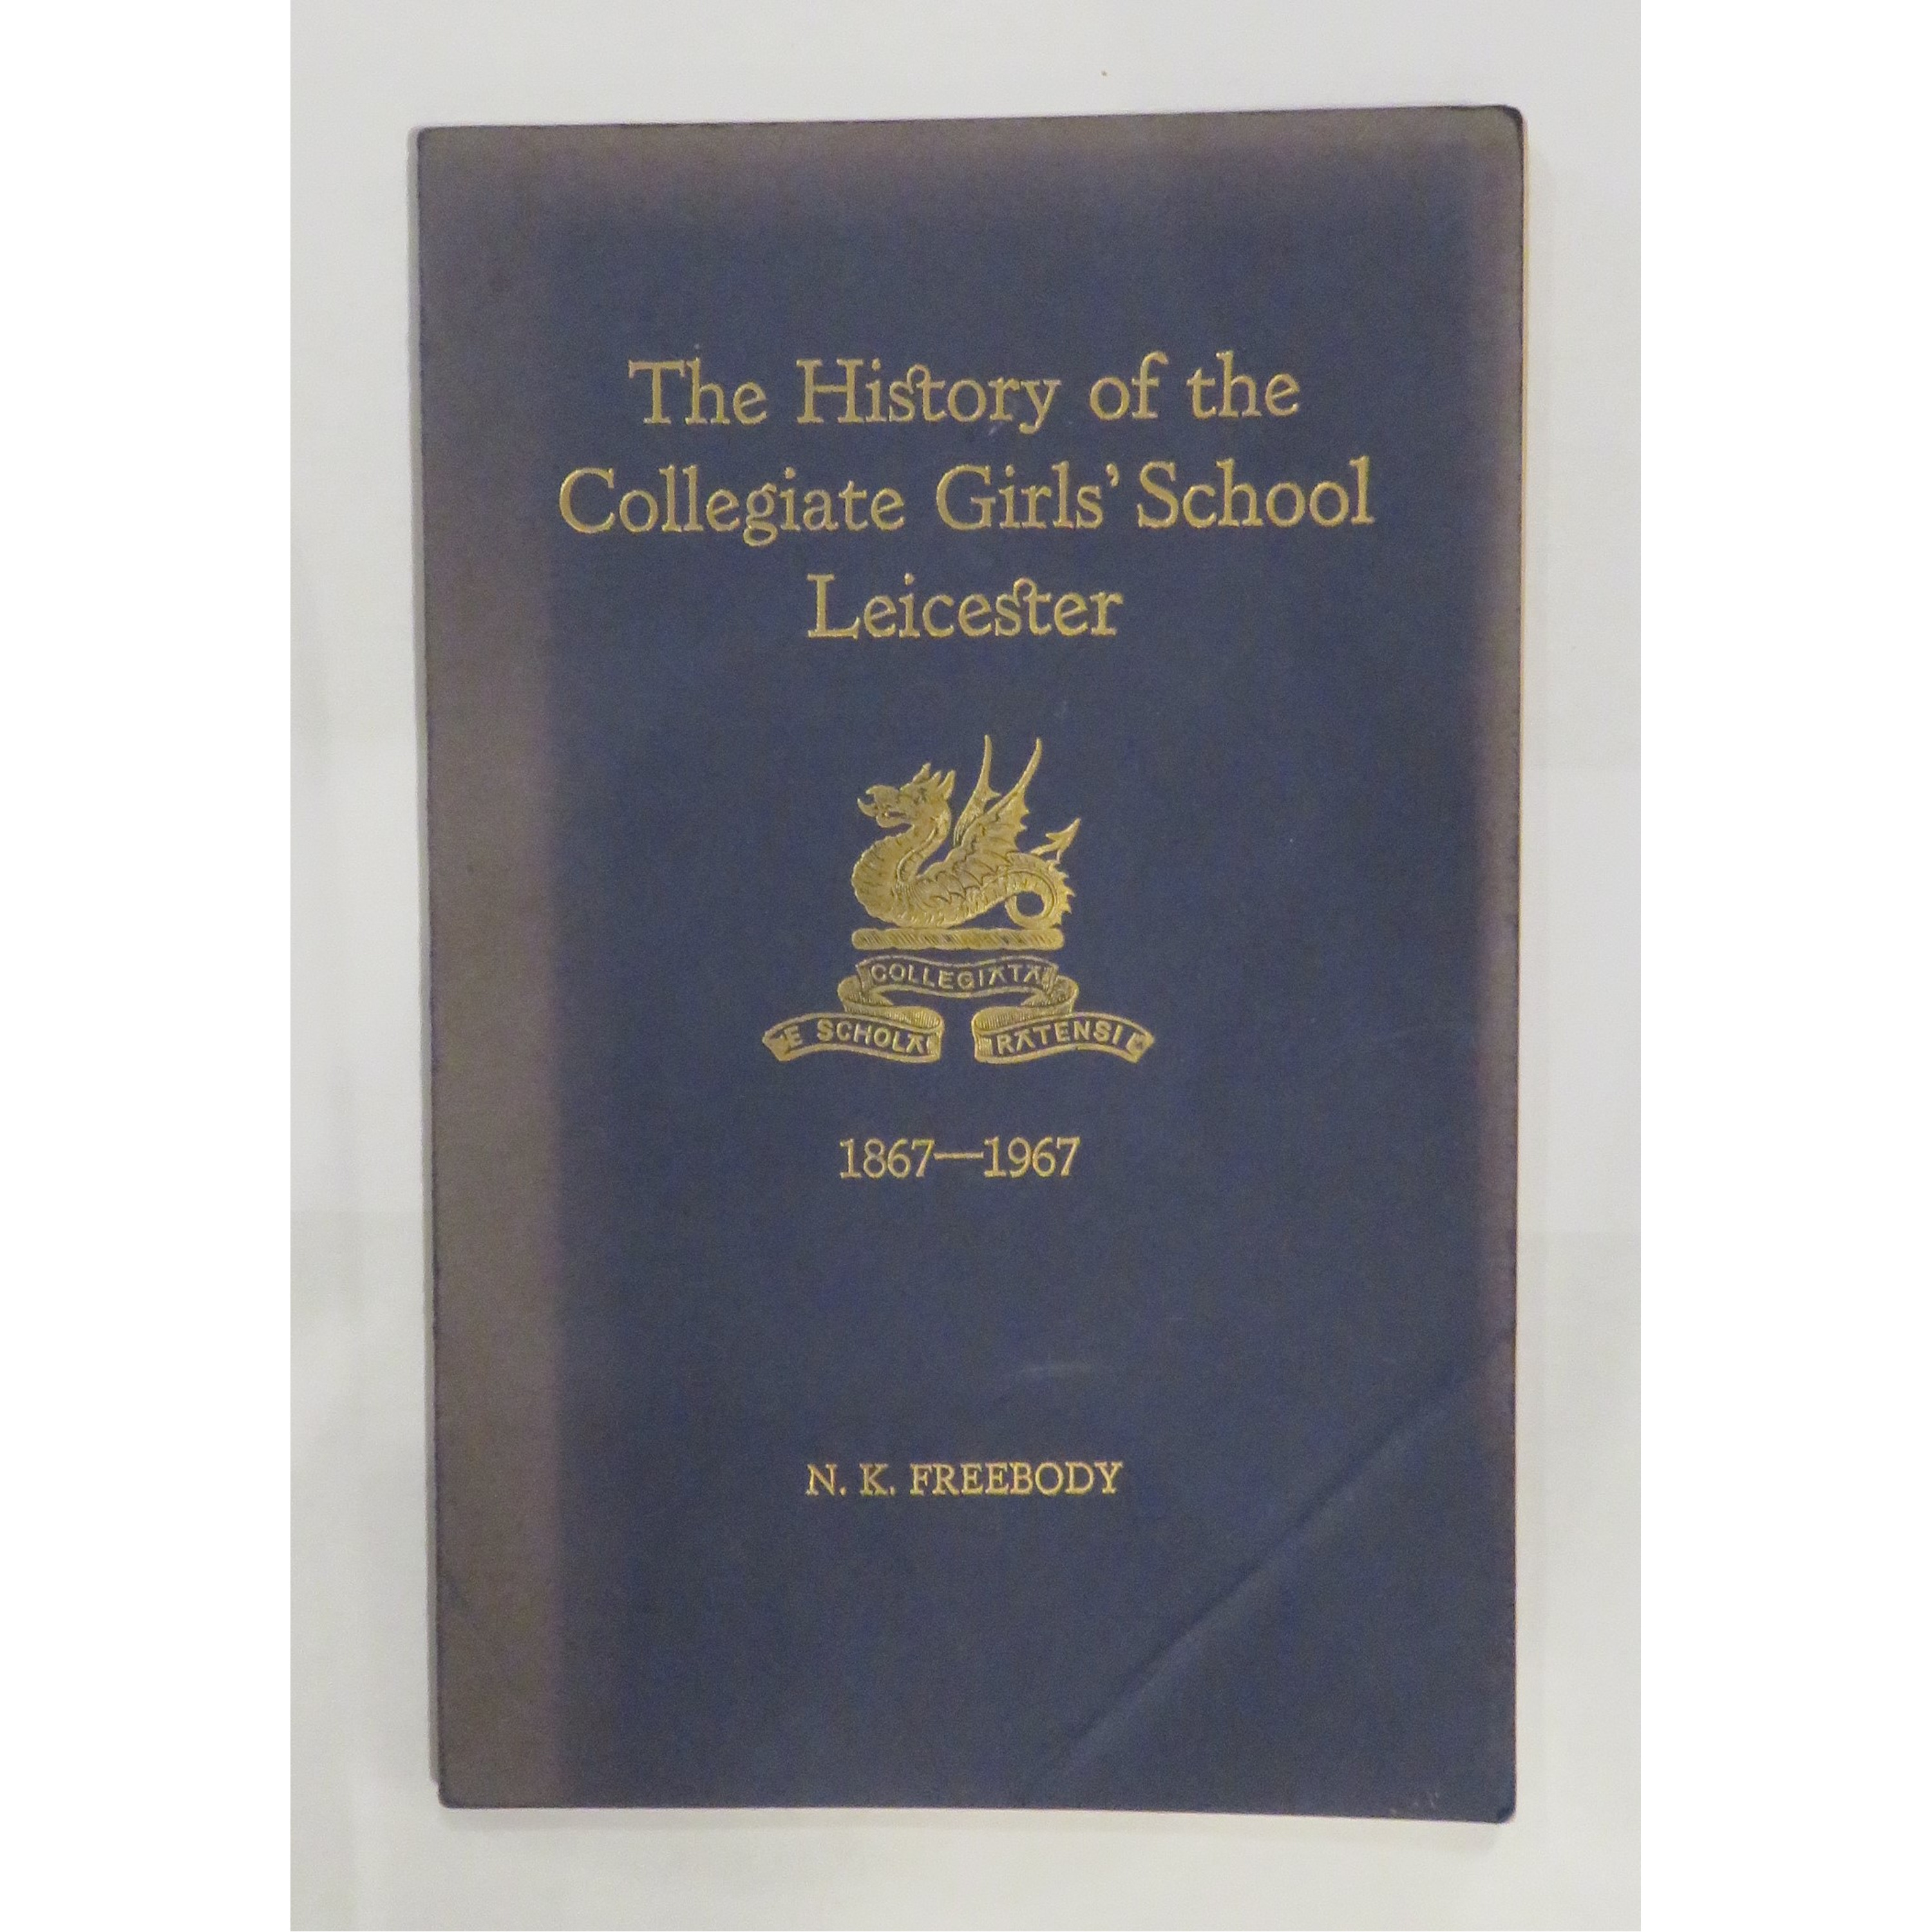 The History of the
Collegiate Girls' School
Leicester
COLLEGIATA
E SCHOLA RATENSI
1867—1967
N. K. FREEBODY